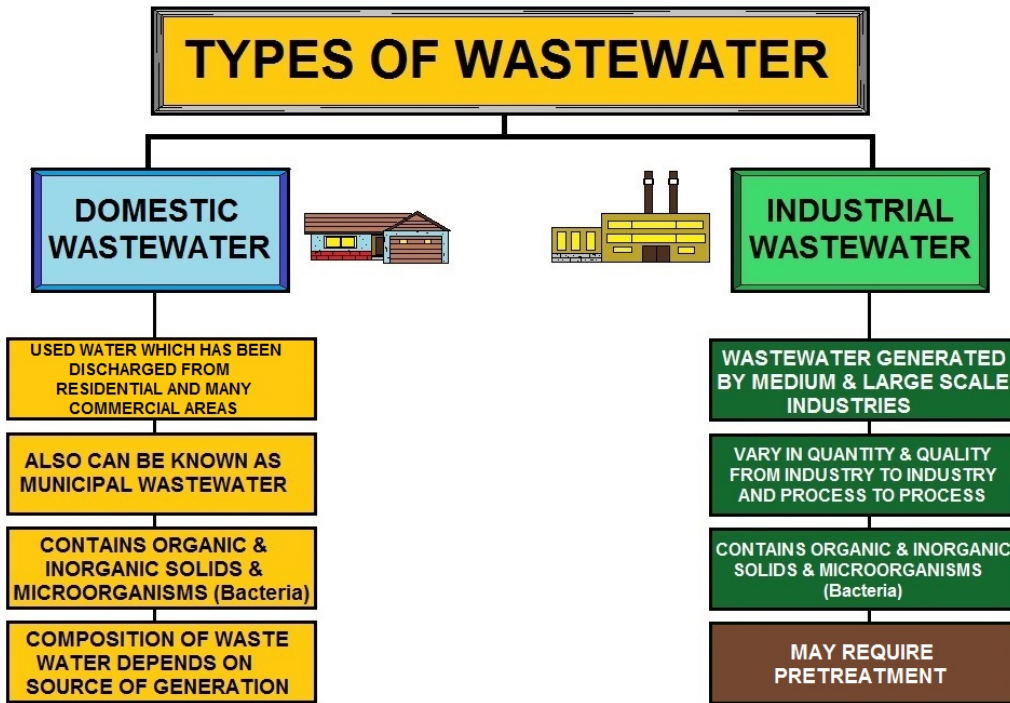 TYPES OF WASTEWATER
DOMESTIC
WASTEWATER
USED WATER WHICH HAS BEEN
DISCHARGED FROM
RESIDENTIAL AND MANY
COMMERCIAL AREAS
ALSO CAN BE KNOWN AS
MUNICIPAL WASTEWATER
CONTAINS ORGANIC &
INORGANIC SOLIDS &
MICROORGANISMS (Bacteria)
COMPOSITION OF WASTE
WATER DEPENDS ON
SOURCE OF GENERATION
INDUSTRIAL
WASTEWATER
WASTEWATER GENERATED
BY MEDIUM & LARGE SCALE
INDUSTRIES
VARY IN QUANTITY & QUALITY
FROM INDUSTRY TO INDUSTRY
AND PROCESS TO PROCESS
CONTAINS ORGANIC & INORGANIC
SOLIDS & MICROORGANISMS
(Bacteria)
MAY REQUIRE
PRETREATMENT